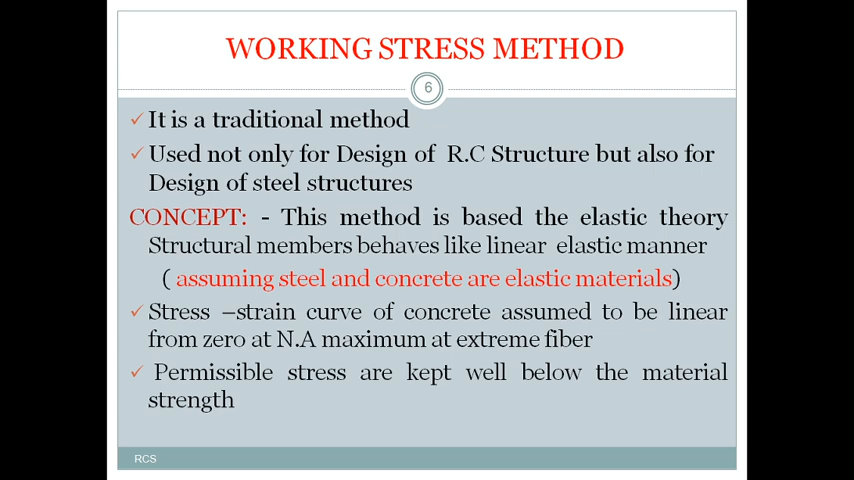 WORKING STRESS METHOD
6
✓ It is a traditional method
✓ Used not only for Design of R.C Structure but also for
Design of steel structures
CONCEPT: - This method is based the elastic theory
Structural members behaves like linear elastic manner
( assuming steel and concrete are elastic materials)
✓ Stress –strain curve of concrete assumed to be linear
from zero at N.A maximum at extreme fiber
✓ Permissible stress are kept well below the material
strength
RCS